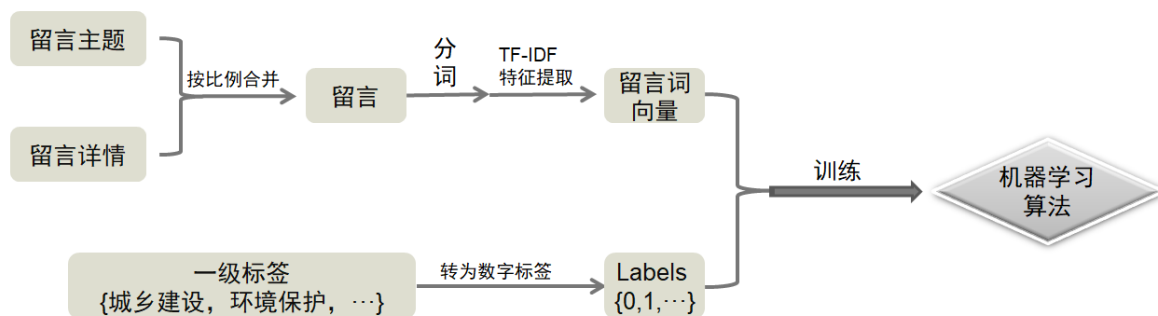 留言主题
按比例合并
留言详情
留言
分
词
TF-IDF
特征提取
留言词
向量
一级标签
{城乡建设，环境保护，…}
转为数字标签
Labels
{0,1,…}
训练
机器学习
算法